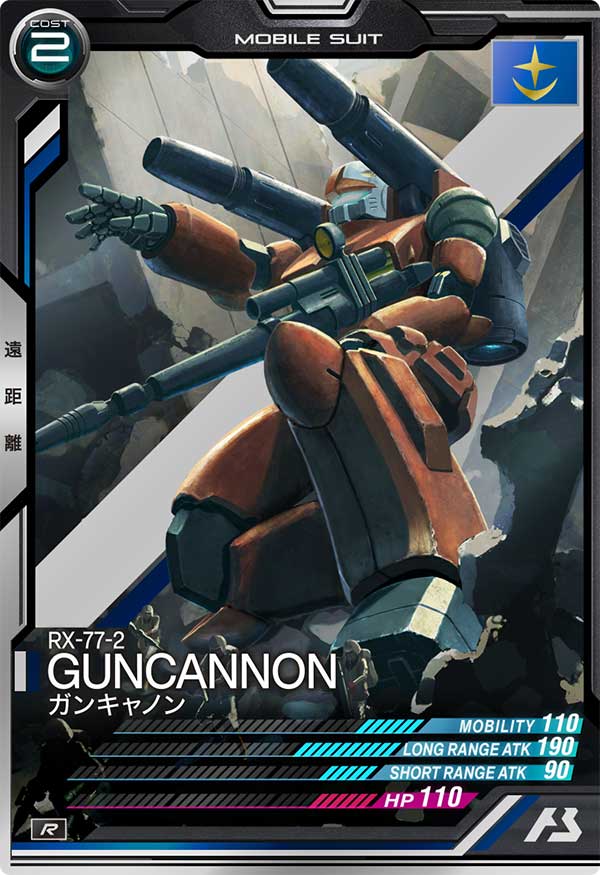 COST
2
MOBILE SUIT
遠距離
RX-77-2
GUNCANNON
ガンキャノン
MOBILITY 110
LONG RANGE ATK 190
SHORT RANGE ATK 90
HP 110
R